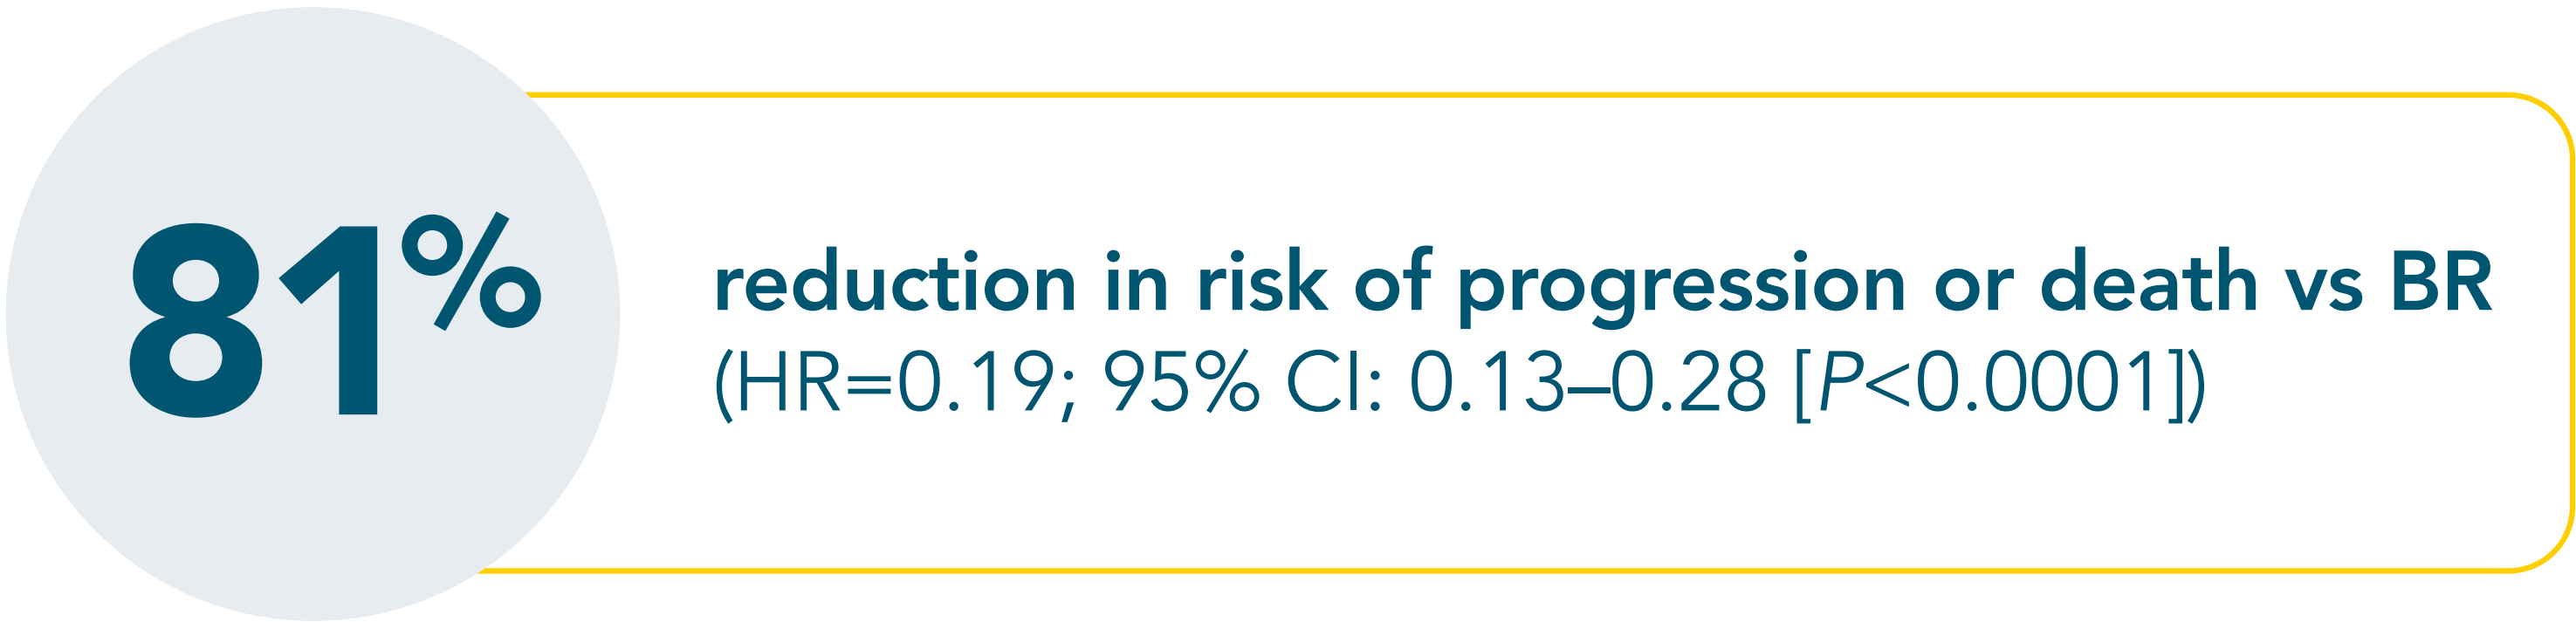 81%
reduction in risk of progression or death vs BR
(HR=0.19; 95% CI: 0.13–0.28 [P<0.0001])